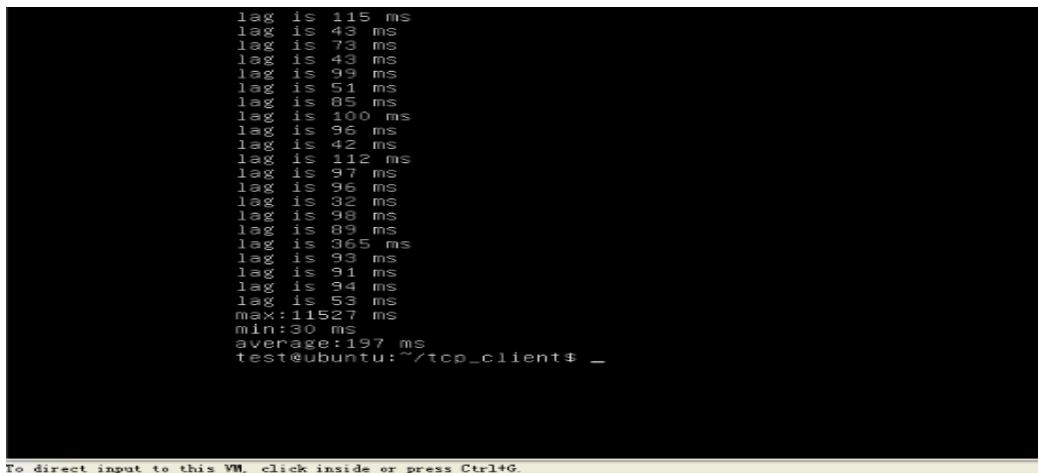 lag is 115 ms
lag is 43 ms
lag is 73 ms
lag is 43 ms
lag is 99 ms
lag is 51 ms
lag is 85 ms
lag is 100 ms
lag is 96 ms
lag is 42 ms
lag is 112 ms
lag is 97 ms
lag is 96 ms
lag is 32 ms
lag is 98 ms
lag is 89 ms
lag is 365 ms
lag is 93 ms
lag is 91 ms
lag is 94 ms
lag is 53 ms
max:11527 ms
min:30 ms
average:197 ms
test@ubuntu:~/tcp_client$ _
To direct input to this VM, click inside or press Ctrl+G.